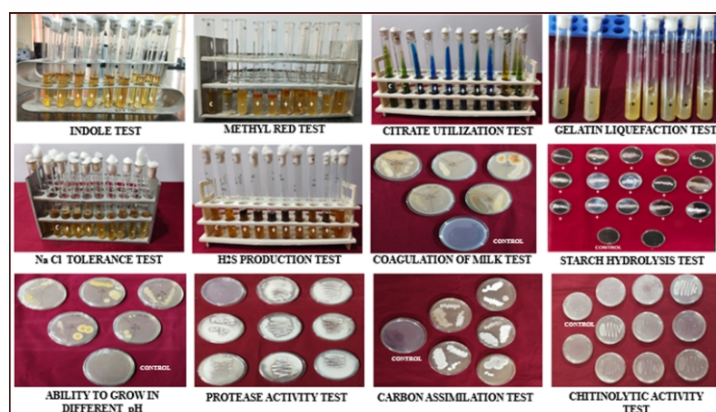 INDOLE TEST
METHYL RED TEST
CITRATE UTILIZATION TEST
GELATIN LIQUEFACTION TEST
Na Cl TOLERANCE TEST
H2S PRODUCTION TEST
CONTROL
COAGULATION OF MILK TEST
CONTROL
STARCH HYDROLYSIS TEST
CONTROL
ABILITY TO GROW IN
DIFFERENT pH
PROTEASE ACTIVITY TEST
CONTROL
CARBON ASSIMILATION TEST
CONTROL
CHITINOLYTIC ACTIVITY
TEST